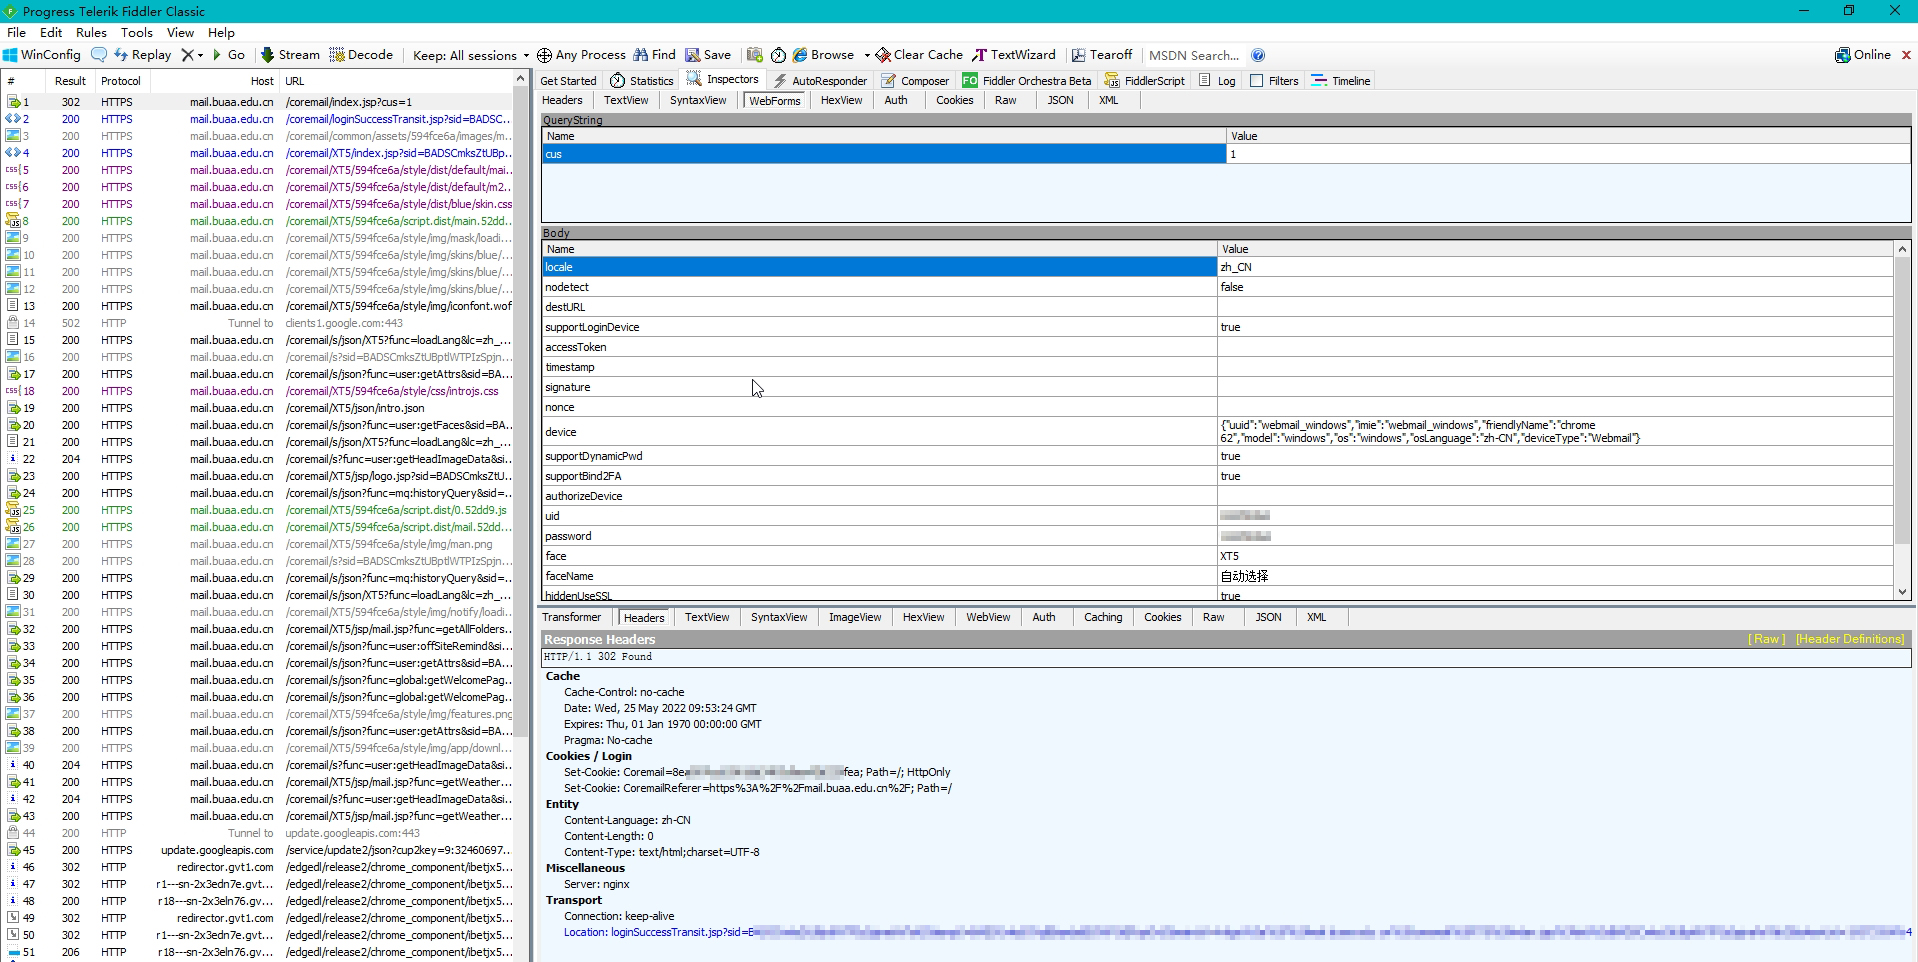 Progress Telerik Fiddler Classic
File Edit Rules Tools View Help
WinConfig Replay Go Stream Decode Keep: All sessions Any Process Find Save Browse Clear Cache TextWizard Tearoff MSDN Search... Online
# Result Protocol Host URL
1 302 HTTPS mail.buaa.edu.cn /coremail/index.jsp?cus=1
2 200 HTTPS mail.buaa.edu.cn /coremail/loginSuccessTransit.jsp?sid=BADSC...
3 200 HTTPS mail.buaa.edu.cn /coremail/common/assets/594fce6a/images/m...
4 200 HTTPS mail.buaa.edu.cn /coremail/XT5/index.jsp?sid=BADSCmksZtUBp...
5 200 HTTPS mail.buaa.edu.cn /coremail/XT5/594fce6a/style/dist/default/mai...
6 200 HTTPS mail.buaa.edu.cn /coremail/XT5/594fce6a/style/dist/default/m2...
7 200 HTTPS mail.buaa.edu.cn /coremail/XT5/594fce6a/style/dist/blue/skin.css
8 200 HTTPS mail.buaa.edu.cn /coremail/XT5/594fce6a/script.dist/main.52dd...
9 200 HTTPS mail.buaa.edu.cn /coremail/XT5/594fce6a/style/img/mask/loadi...
10 200 HTTPS mail.buaa.edu.cn /coremail/XT5/594fce6a/style/img/skins/blue/...
11 200 HTTPS mail.buaa.edu.cn /coremail/XT5/594fce6a/style/img/skins/blue/...
12 200 HTTPS mail.buaa.edu.cn /coremail/XT5/594fce6a/style/img/skins/blue/...
13 200 HTTPS mail.buaa.edu.cn /coremail/XT5/594fce6a/style/img/iconfont.wof
14 502 HTTP Tunnel to clients1.google.com:443
15 200 HTTPS mail.buaa.edu.cn /coremail/s/json/XT5?func=loadLang&lc=zh_...
16 200 HTTPS mail.buaa.edu.cn /coremail/s?sid=BADSCmksZtUBptlWTPIzSpjn...
17 200 HTTPS mail.buaa.edu.cn /coremail/s/json?func=user:getAttrs&sid=BA...
18 200 HTTPS mail.buaa.edu.cn /coremail/XT5/594fce6a/style/css/introjs.css
19 200 HTTPS mail.buaa.edu.cn /coremail/XT5/json/intro.json
20 200 HTTPS mail.buaa.edu.cn /coremail/s/json?func=user:getFaces&sid=BA...
21 200 HTTPS mail.buaa.edu.cn /coremail/s/json/XT5?func=loadLang&lc=zh_...
22 204 HTTPS mail.buaa.edu.cn /coremail/s?func=user:getHeadImageData&si...
23 200 HTTPS mail.buaa.edu.cn /coremail/XT5/jsp/logo.jsp?sid=BADSCmksZtU...
24 200 HTTPS mail.buaa.edu.cn /coremail/s/json?func=mq:historyQuery&sid=...
25 200 HTTPS mail.buaa.edu.cn /coremail/XT5/594fce6a/script.dist/0.52dd9.js
26 200 HTTPS mail.buaa.edu.cn /coremail/XT5/594fce6a/script.dist/mail.52dd...
27 200 HTTPS mail.buaa.edu.cn /coremail/XT5/594fce6a/style/img/man.png
28 200 HTTPS mail.buaa.edu.cn /coremail/s?sid=BADSCmksZtUBptlWTPIzSpjn...
29 200 HTTPS mail.buaa.edu.cn /coremail/s/json?func=mq:historyQuery&sid=...
30 200 HTTPS mail.buaa.edu.cn /coremail/s/json?func=loadLang&lc=zh_...
31 200 HTTPS mail.buaa.edu.cn /coremail/XT5/594fce6a/style/img/notify/loadi...
32 200 HTTPS mail.buaa.edu.cn /coremail/XT5/jsp/mail.jsp?func=getAllFolders...
33 200 HTTPS mail.buaa.edu.cn /coremail/s/json?func=user:offSiteRemind&si...
34 200 HTTPS mail.buaa.edu.cn /coremail/s/json?func=user:getAttrs&sid=BA...
35 200 HTTPS mail.buaa.edu.cn /coremail/s/json?func=global:getWelcomePag...
36 200 HTTPS mail.buaa.edu.cn /coremail/s/json?func=global:getWelcomePag...
37 200 HTTPS mail.buaa.edu.cn /coremail/XT5/594fce6a/style/img/features.png
38 200 HTTPS mail.buaa.edu.cn /coremail/s/json?func=user:getAttrs&sid=BA...
39 200 HTTPS mail.buaa.edu.cn /coremail/XT5/594fce6a/style/img/app/downl...
40 204 HTTPS mail.buaa.edu.cn /coremail/s?func=user:getHeadImageData&si...
41 200 HTTPS mail.buaa.edu.cn /coremail/XT5/jsp/mail.jsp?func=getWeather...
42 204 HTTPS mail.buaa.edu.cn /coremail/s?func=user:getHeadImageData&si...
43 200 HTTPS mail.buaa.edu.cn /coremail/XT5/jsp/mail.jsp?func=getWeather...
44 200 HTTP Tunnel to update.googleapis.com:443
45 200 HTTPS update.googleapis.com /service/update2/json?cup2key=9:32460697...
46 302 HTTP redirector.gvt1.com /edgedl/release2/chrome_component/ibetjx5...
47 302 HTTP r1---sn-2x3edn7e.gvt... /edgedl/release2/chrome_component/ibetjx5...
48 200 HTTP r18---sn-2x3eln76.gv... /edgedl/release2/chrome_component/ibetjx5...
49 302 HTTP redirector.gvt1.com /edgedl/release2/chrome_component/ibetjx5...
50 302 HTTP r1---sn-2x3edn7e.gvt... /edgedl/release2/chrome_component/ibetjx5...
51 206 HTTP r18---sn-2x3eln76.gv... /edgedl/release2/chrome_component/ibetjx5...
Get Started Statistics Inspectors AutoResponder Composer FO Fiddler Orchestra Beta FiddlerScript Log Filters Timeline
Headers TextView SyntaxView WebForms HexView Auth Cookies Raw JSON XML
QueryString
Name Value
cus 1
Body
Name Value
locale zh_CN
nodetect false
destURL
supportLoginDevice true
accessToken
timestamp
signature
nonce
device {"uuid":"webmail_windows","imie":"webmail_windows","friendlyName":"chrome
62","model":"windows","os":"windows","osLanguage":"zh-CN","deviceType":"Webmail"}
supportDynamicPwd true
supportBind2FA true
authorizeDevice
uid
password
face XT5
faceName 自动选择
hiddenUseSSL true
Transformer Headers TextView SyntaxView ImageView HexView WebView Auth Caching Cookies Raw JSON XML
Response Headers [ Raw ] [Header Definitions]
HTTP/1.1 302 Found
Cache
Cache-Control: no-cache
Date: Wed, 25 May 2022 09:53:24 GMT
Expires: Thu, 01 Jan 1970 00:00:00 GMT
Pragma: No-cache
Cookies / Login
Set-Cookie: Coremail=8ea fea; Path=/; HttpOnly
Set-Cookie: CoremailReferer=https%3A%2F%2Fmail.buaa.edu.cn%2F; Path=/
Entity
Content-Language: zh-CN
Content-Length: 0
Content-Type: text/html;charset=UTF-8
Miscellaneous
Server: nginx
Transport
Connection: keep-alive
Location: loginSuccessTransit.jsp?sid=B 4